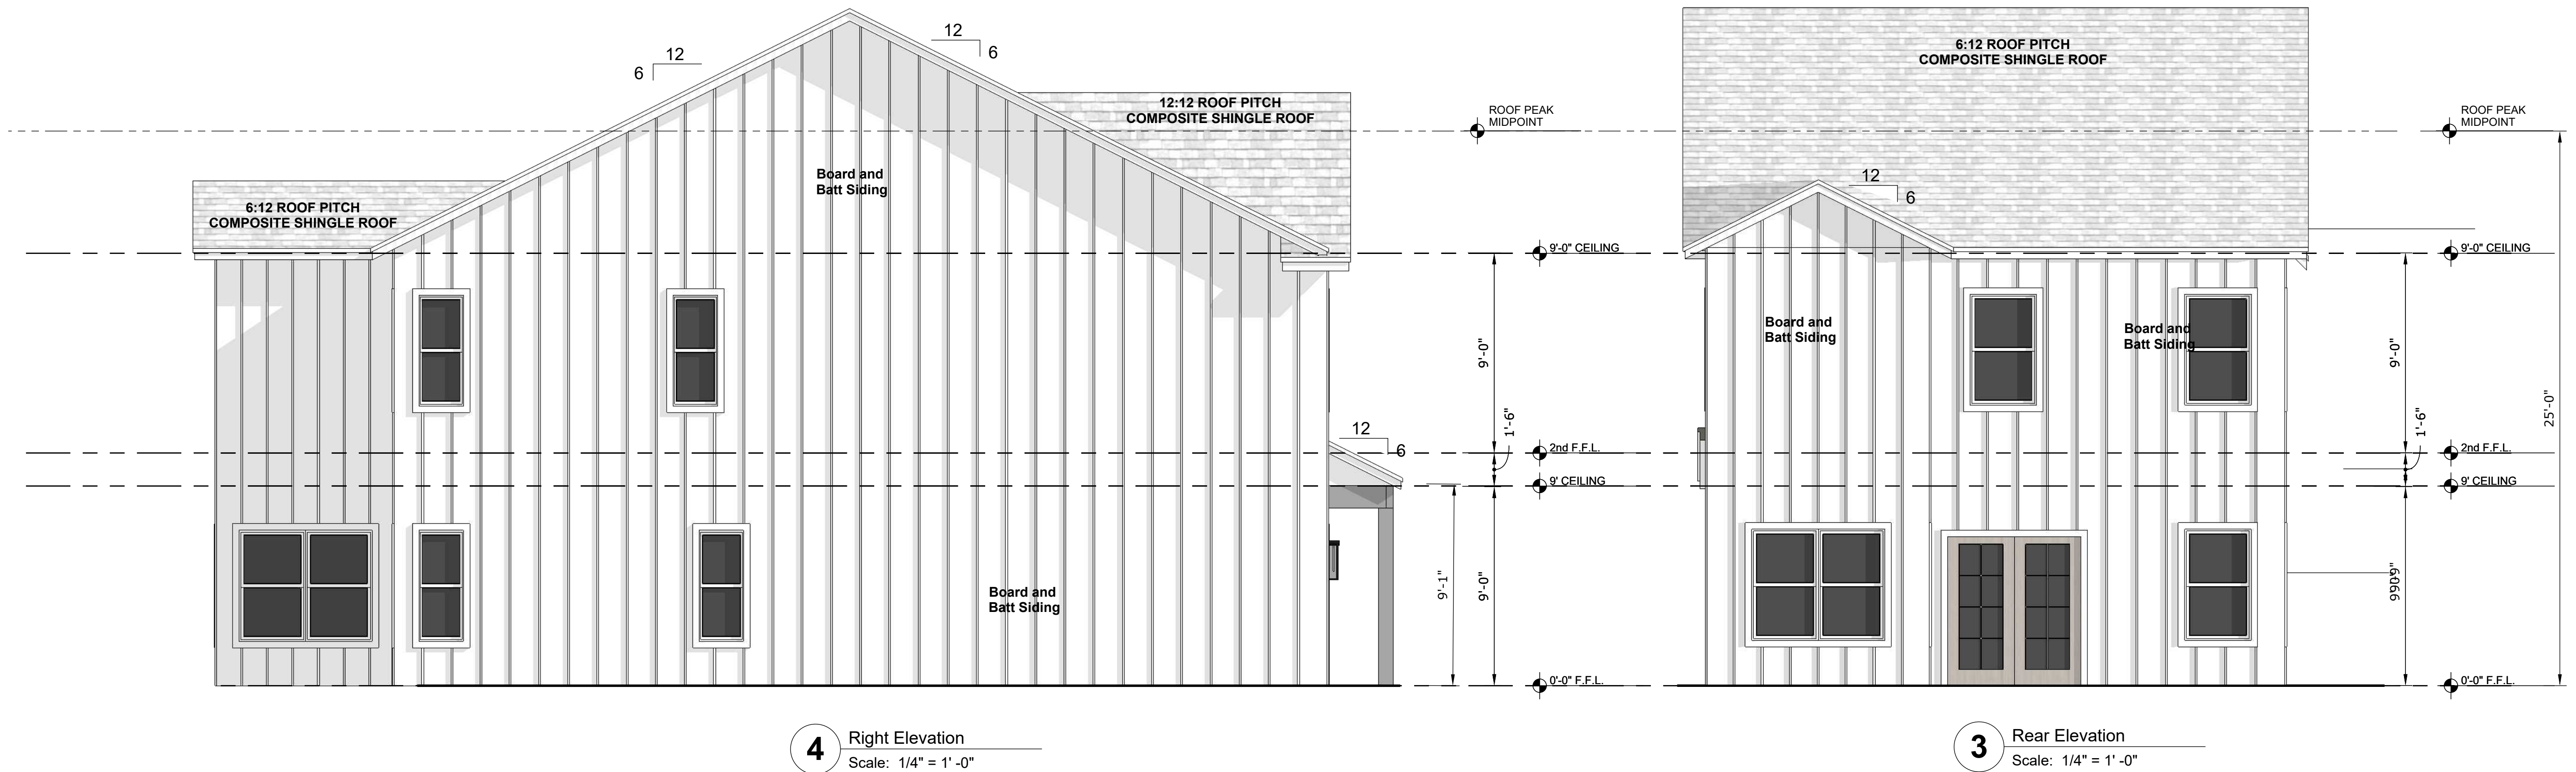 12
6
12
6
12:12 ROOF PITCH
COMPOSITE SHINGLE ROOF
ROOF PEAK
MIDPOINT
Board and
Batt Siding
6:12 ROOF PITCH
COMPOSITE SHINGLE ROOF
9'-0" CEILING
9'-0"
1'-6"
12
6
2nd F.F.L.
9' CEILING
9'-1"
9'-0"
Board and
Batt Siding
0'-0" F.F.L.
4
Right Elevation
Scale: 1/4" = 1' -0"
6:12 ROOF PITCH
COMPOSITE SHINGLE ROOF
ROOF PEAK
MIDPOINT
12
6
9'-0" CEILING
Board and
Batt Siding
Board and
Batt Siding
9'-0"
1'-6"
25'-0"
2nd F.F.L.
9' CEILING
0'-0" F.F.L.
3
Rear Elevation
Scale: 1/4" = 1' -0"